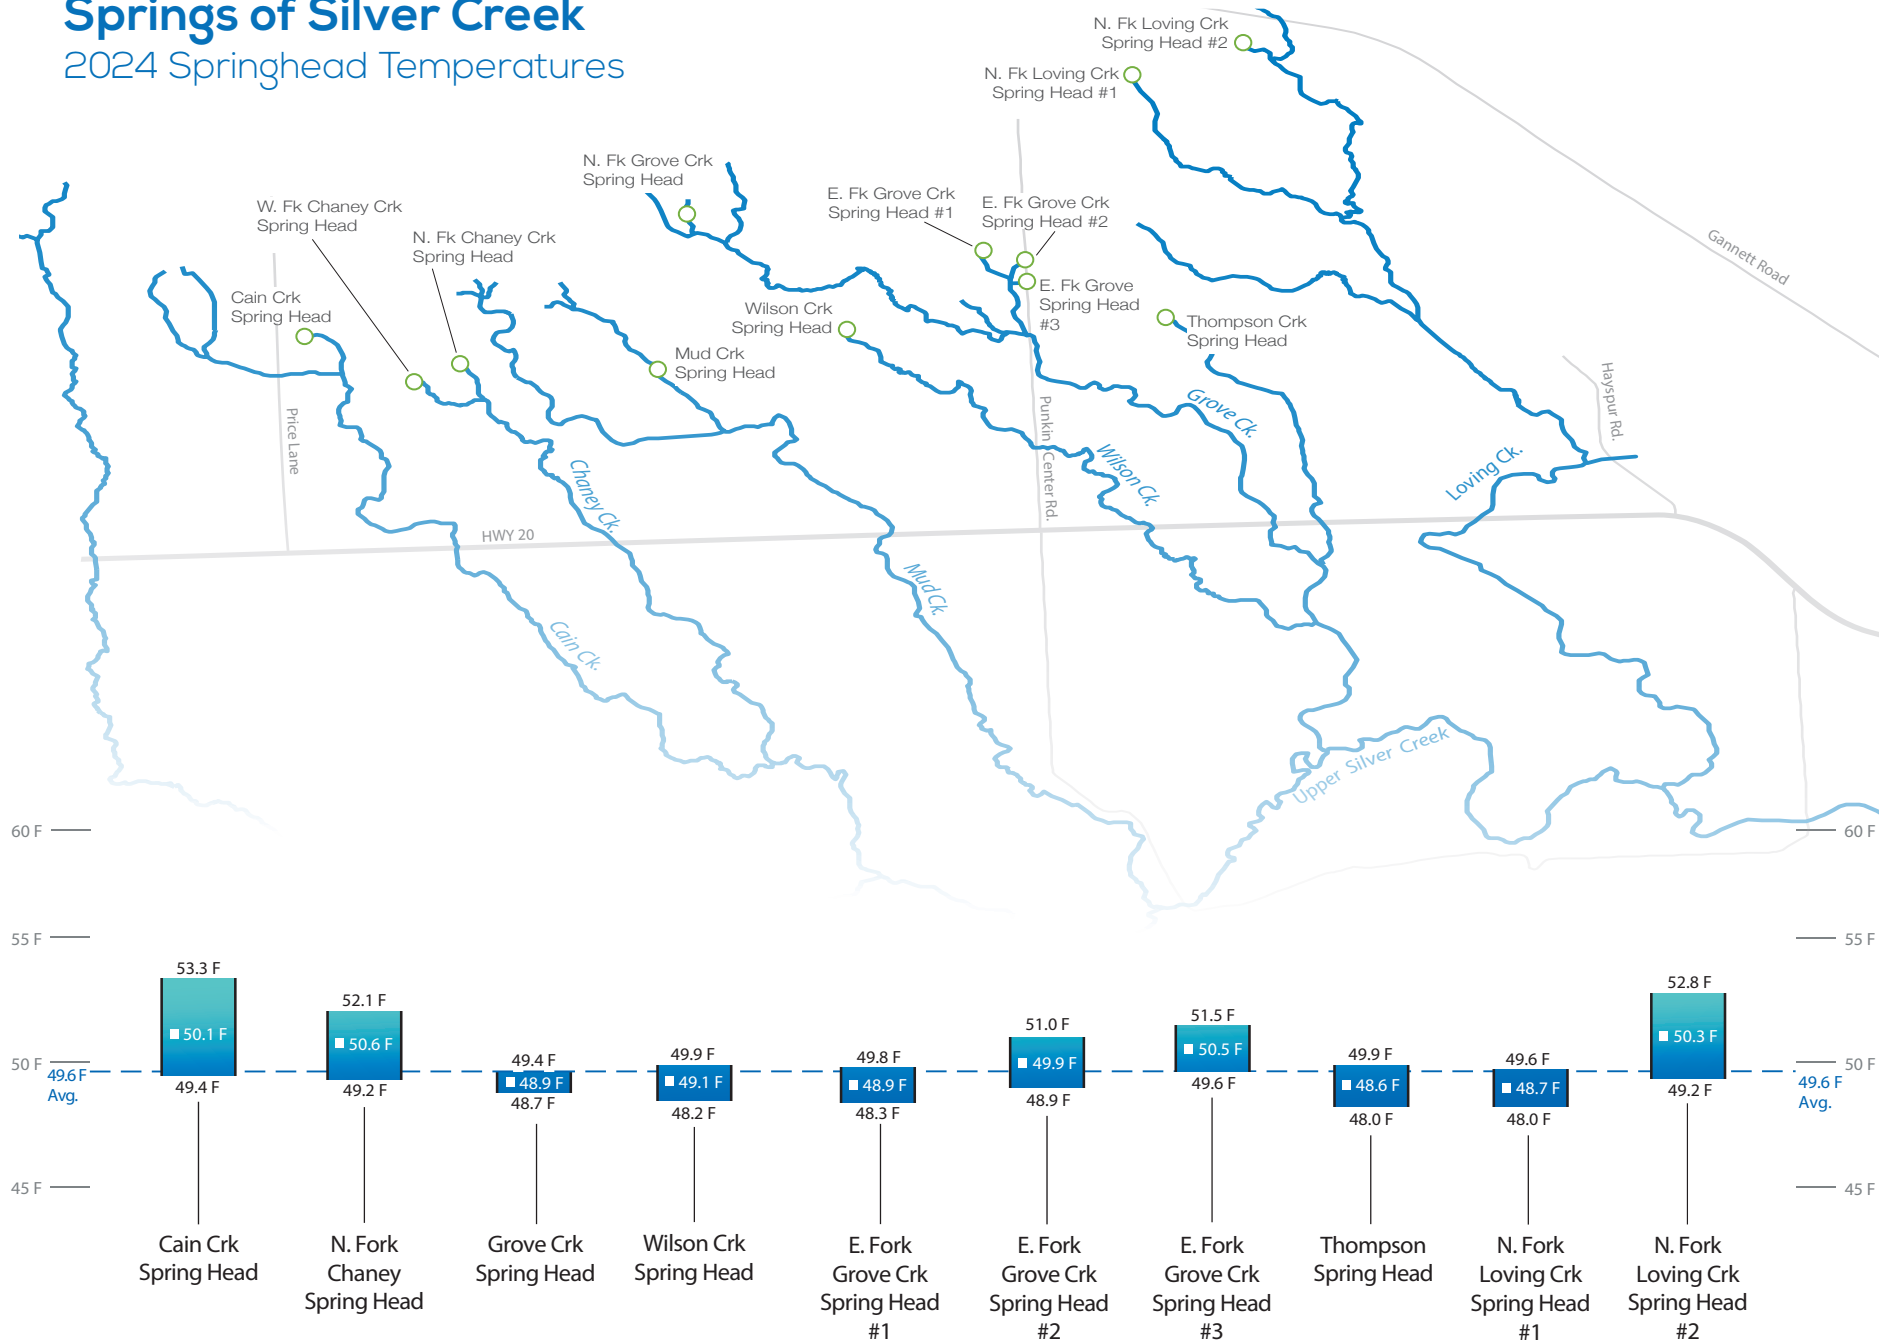 Springs of Silver Creek
2024 Springhead Temperatures
N. Fk Loving Crk
Spring Head #2
N. Fk Loving Crk
Spring Head #1
N. Fk Grove Crk
Spring Head
W. Fk Chaney Crk
Spring Head
E. Fk Grove Crk
Spring Head #1
E. Fk Grove Crk
Spring Head #2
N. Fk Chaney Crk
Spring Head
Gannett Road
Cain Crk
Spring Head
Wilson Crk
Spring Head
E. Fk Grove
Spring Head
#3
Thompson Crk
Spring Head
Mud Crk
Spring Head
Hayspur Rd.
Price Lane
Punkin Center Rd.
Grove Ck.
Wilson Ck.
Loving Ck.
Chaney Ck.
HWY 20
Mud Ck.
Cain Ck.
Upper Silver Creek
60 F
60 F
55 F
55 F
50 F
50 F
49.6 F
Avg.
49.6 F
Avg.
45 F
45 F
53.3 F
50.1 F
49.4 F
52.1 F
50.6 F
49.2 F
49.4 F
48.9 F
48.7 F
49.9 F
49.1 F
48.2 F
49.8 F
48.9 F
48.3 F
51.0 F
49.9 F
48.9 F
51.5 F
50.5 F
49.6 F
49.9 F
48.6 F
48.0 F
49.6 F
48.7 F
48.0 F
52.8 F
50.3 F
49.2 F
Cain Crk
Spring Head
N. Fork
Chaney
Spring Head
Grove Crk
Spring Head
Wilson Crk
Spring Head
E. Fork
Grove Crk
Spring Head
#1
E. Fork
Grove Crk
Spring Head
#2
E. Fork
Grove Crk
Spring Head
#3
Thompson
Spring Head
N. Fork
Loving Crk
Spring Head
#1
N. Fork
Loving Crk
Spring Head
#2